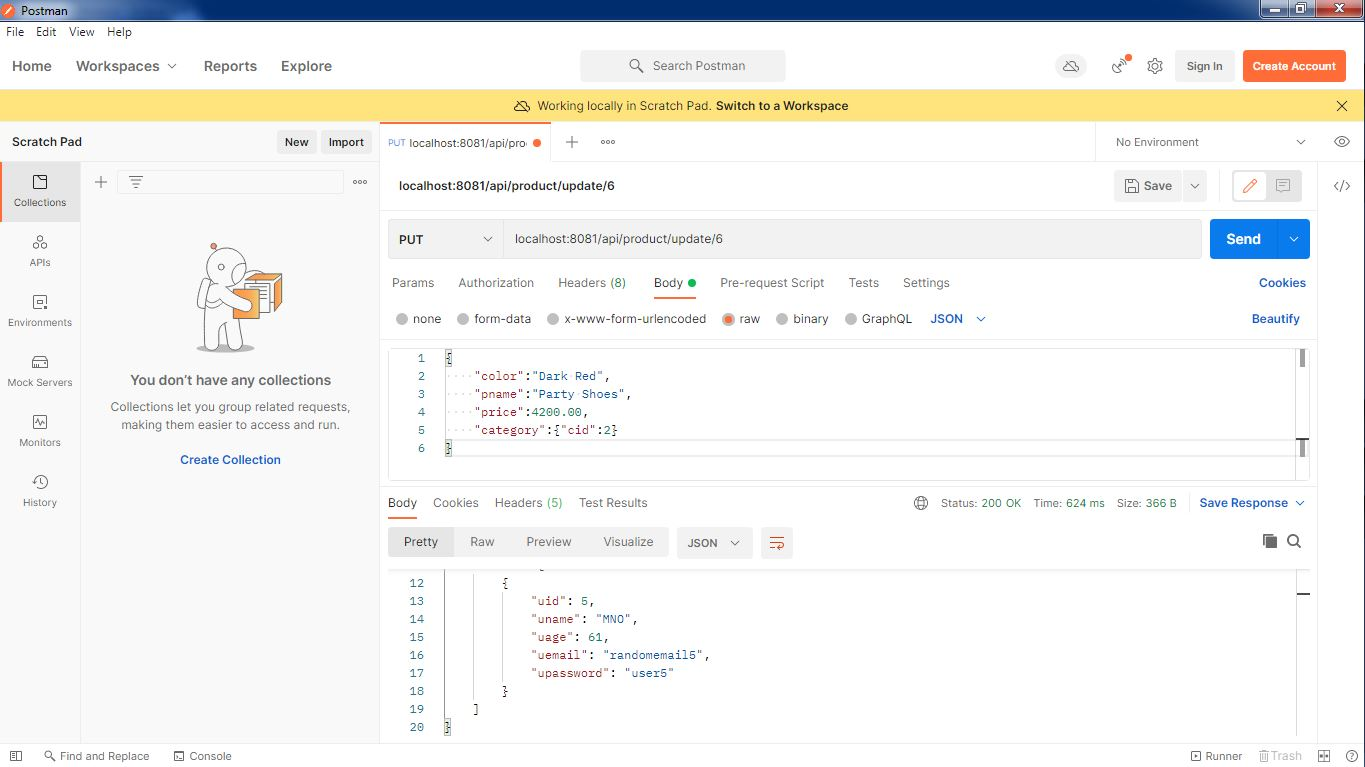 Postman
File Edit View Help
Home Workspaces Reports Explore Search Postman Sign In Create Account
Working locally in Scratch Pad. Switch to a Workspace
Scratch Pad New Import PUT localhost:8081/api/pro No Environment
localhost:8081/api/product/update/6 Save
Collections
APIs
Environments
Mock Servers
Monitors
History
You don't have any collections
Collections let you group related requests,
making them easier to access and run.
Create Collection
PUT localhost:8081/api/product/update/6 Send
Params Authorization Headers (8) Body Pre-request Script Tests Settings Cookies
none form-data x-www-form-urlencoded raw binary GraphQL JSON Beautify
1 {
2 "color":"Dark Red",
3 "pname":"Party Shoes",
4 "price":4200.00,
5 "category":{"cid":2}
6 }
Body Cookies Headers (5) Test Results Status: 200 OK Time: 624 ms Size: 366 B Save Response
Pretty Raw Preview Visualize JSON
12 {
13 "uid": 5,
14 "uname": "MNO",
15 "uage": 61,
16 "uemail": "randomemail5",
17 "upassword": "user5"
18 }
19 ]
20 }
Find and Replace Console Runner Trash